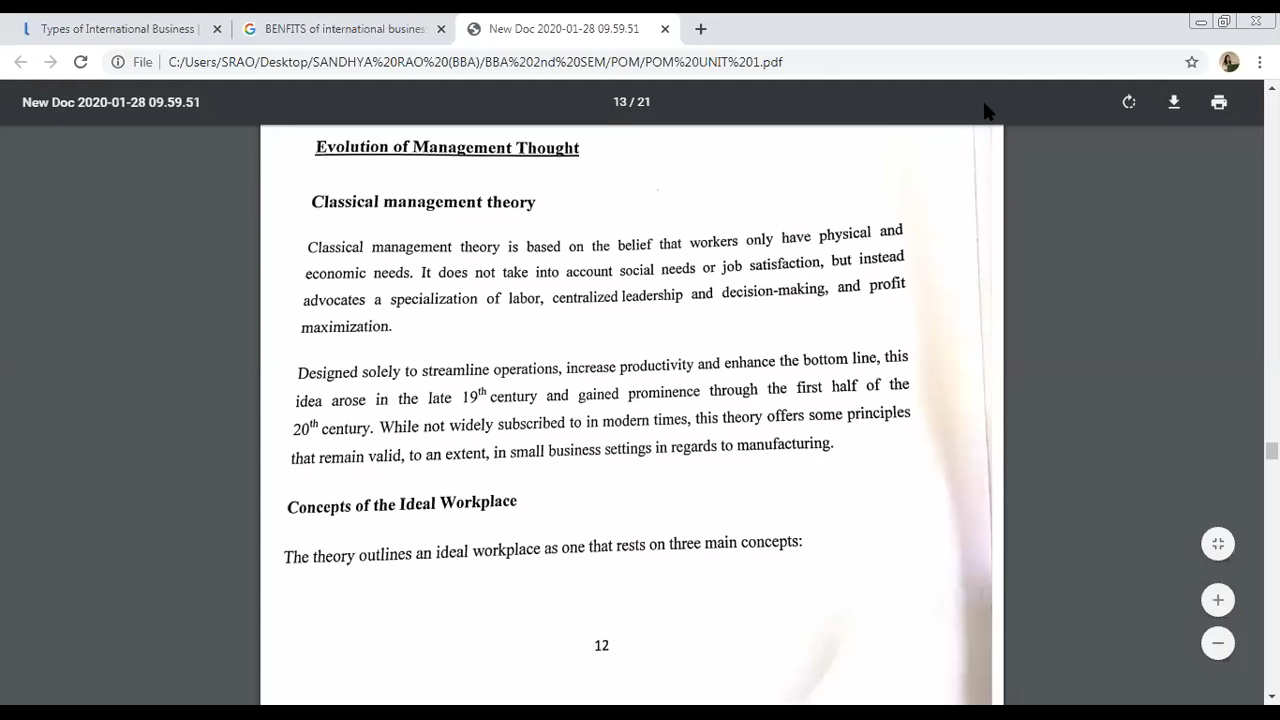 Types of International Business |
BENFITS of international busines
New Doc 2020-01-28 09.59.51
File
C:/Users/SRAO/Desktop/SANDHYA%20RAO%20(BBA)/BBA%202nd%20SEM/POM/POM%20UNIT%201.pdf
New Doc 2020-01-28 09.59.51
13 / 21
Evolution of Management Thought
Classical management theory
Classical management theory is based on the belief that workers only have physical and
economic needs. It does not take into account social needs or job satisfaction, but instead
advocates a specialization of labor, centralized leadership and decision-making, and profit
maximization.
Designed solely to streamline operations, increase productivity and enhance the bottom line, this
idea arose in the late 19th century and gained prominence through the first half of the
20th century. While not widely subscribed to in modern times, this theory offers some principles
that remain valid, to an extent, in small business settings in regards to manufacturing.
Concepts of the Ideal Workplace
The theory outlines an ideal workplace as one that rests on three main concepts:
12